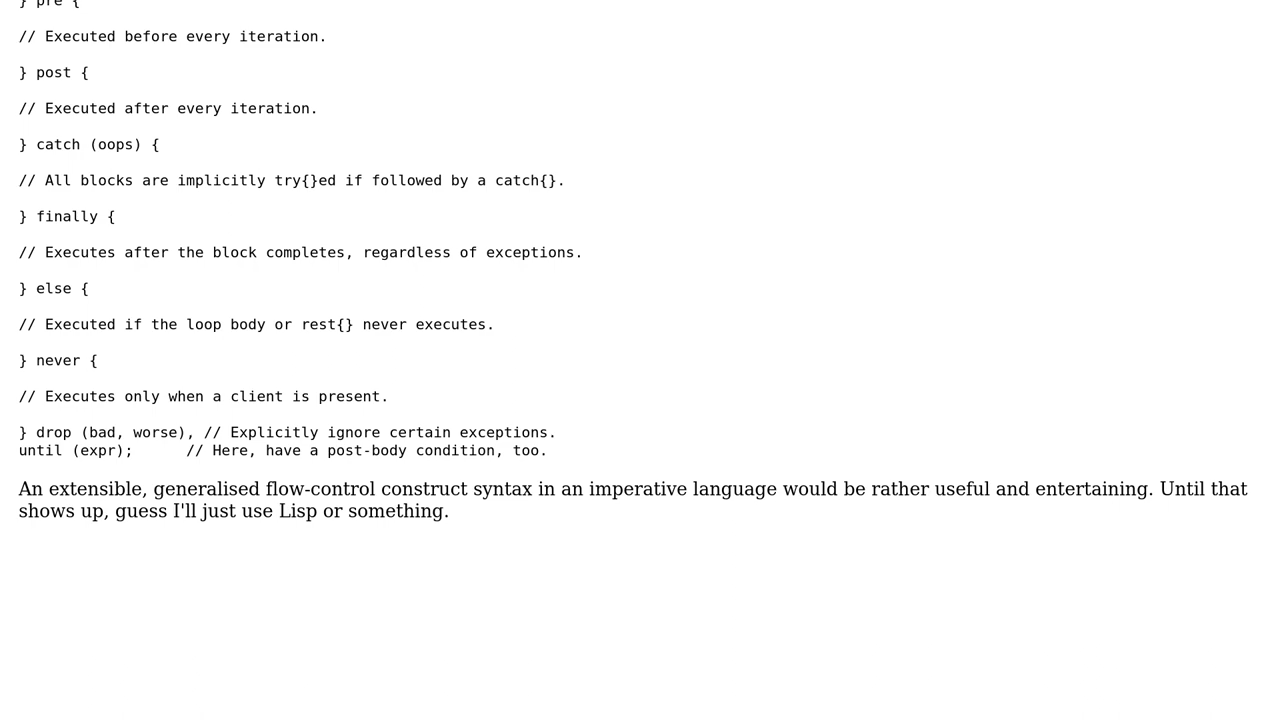 } pre {
// Executed before every iteration.
} post {
// Executed after every iteration.
} catch (oops) {
// All blocks are implicitly try{}ed if followed by a catch{}.
} finally {
// Executes after the block completes, regardless of exceptions.
} else {
// Executed if the loop body or rest{} never executes.
} never {
// Executes only when a client is present.
} drop (bad, worse), // Explicitly ignore certain exceptions.
until (expr);      // Here, have a post-body condition, too.
An extensible, generalised flow-control construct syntax in an imperative language would be rather useful and entertaining. Until that
shows up, guess I'll just use Lisp or something.